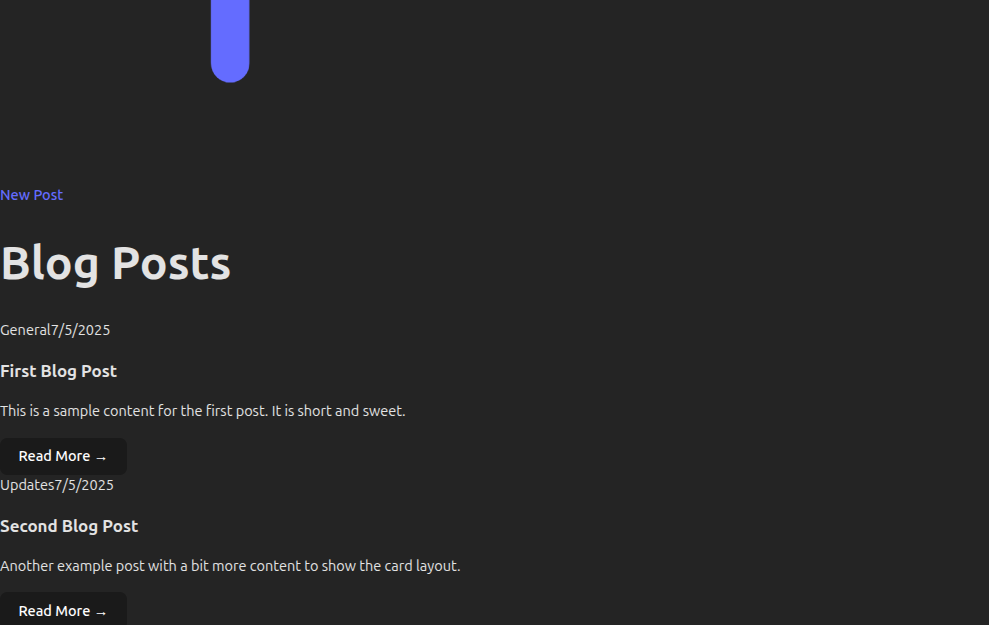 New Post
Blog Posts
General7/5/2025
First Blog Post
This is a sample content for the first post. It is short and sweet.
Read More →
Updates7/5/2025
Second Blog Post
Another example post with a bit more content to show the card layout.
Read More →